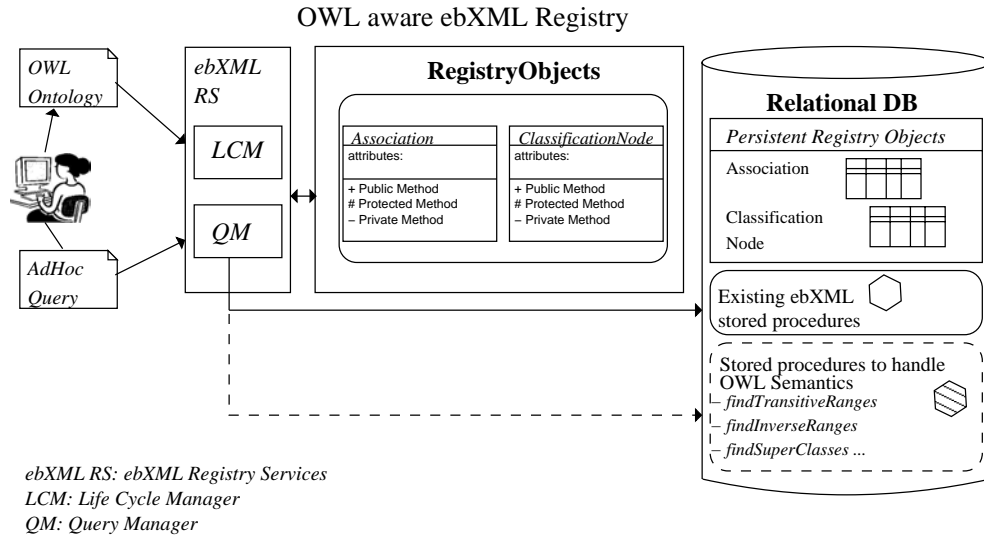 OWL aware ebXML Registry
OWL
Ontology
AdHoc
Query
ebXML
RS
LCM
QM
RegistryObjects
Association
attributes:
+ Public Method
# Protected Method
– Private Method
ClassificationNode
attributes:
+ Public Method
# Protected Method
– Private Method
Relational DB
Persistent Registry Objects
Association
Classification
Node
Existing ebXML
stored procedures
Stored procedures to handle
OWL Semantics
– findTransitiveRanges
– findInverseRanges
– findSuperClasses ...
ebXML RS: ebXML Registry Services
LCM: Life Cycle Manager
QM: Query Manager